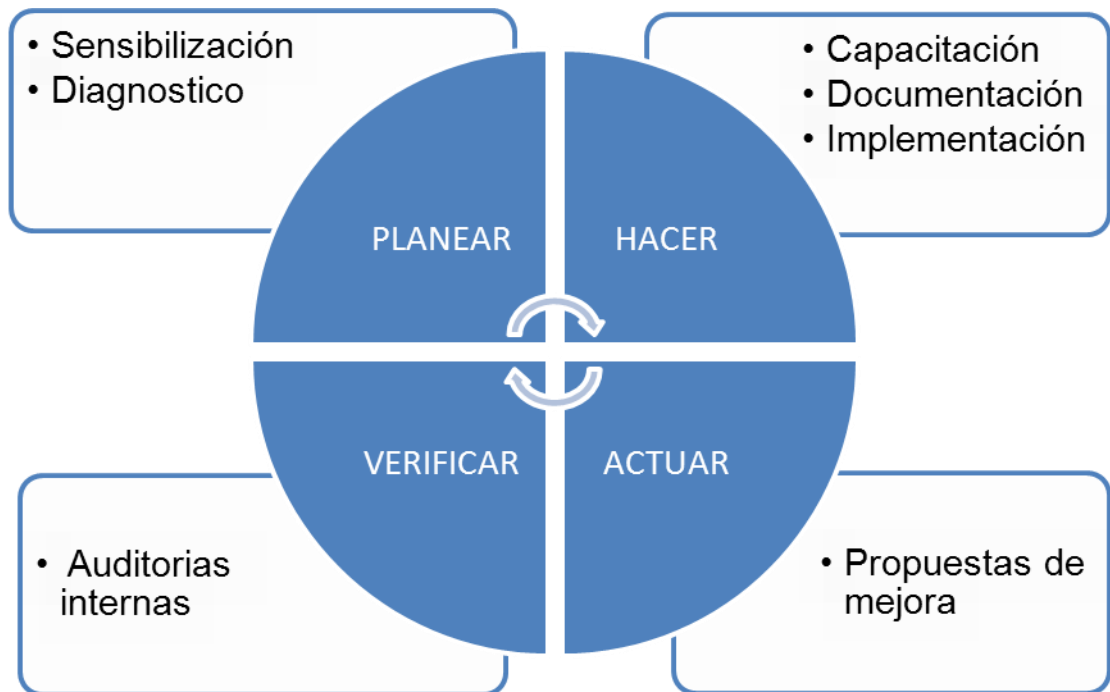 • Sensibilización
• Diagnostico
• Capacitación
• Documentación
• Implementación
PLANEAR
HACER
VERIFICAR
ACTUAR
• Auditorias
internas
• Propuestas de
mejora